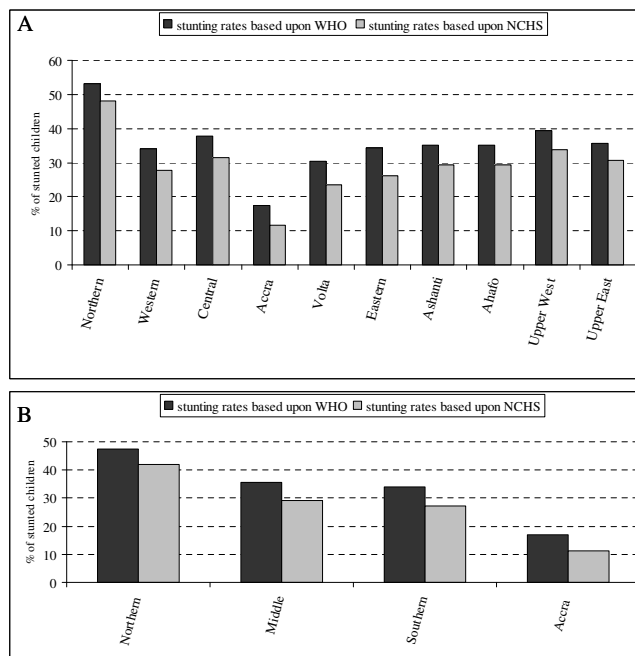 A
stunting rates based upon WHO stunting rates based upon NCHS
% of stunted children
60
50
40
30
20
10
0
Northern
Western
Central
Accra
Volta
Eastern
Ashanti
Ahafo
Upper West
Upper East
B
stunting rates based upon WHO stunting rates based upon NCHS
% of stunted children
50
40
30
20
10
0
Northern
Middle
Southern
Accra